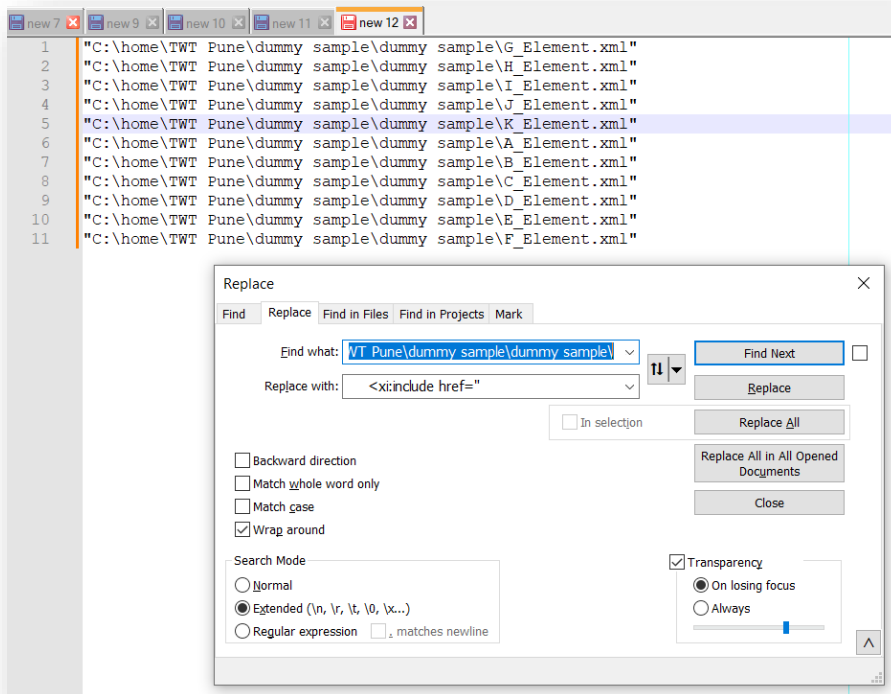 new 7 new 9 new 10 new 11 new 12
1 "C:\home\TWT Pune\dummy sample\dummy sample\G_Element.xml"
2 "C:\home\TWT Pune\dummy sample\dummy sample\H_Element.xml"
3 "C:\home\TWT Pune\dummy sample\dummy sample\I_Element.xml"
4 "C:\home\TWT Pune\dummy sample\dummy sample\J_Element.xml"
5 "C:\home\TWT Pune\dummy sample\dummy sample\K_Element.xml"
6 "C:\home\TWT Pune\dummy sample\dummy sample\A_Element.xml"
7 "C:\home\TWT Pune\dummy sample\dummy sample\B_Element.xml"
8 "C:\home\TWT Pune\dummy sample\dummy sample\C_Element.xml"
9 "C:\home\TWT Pune\dummy sample\dummy sample\D_Element.xml"
10 "C:\home\TWT Pune\dummy sample\dummy sample\E_Element.xml"
11 "C:\home\TWT Pune\dummy sample\dummy sample\F_Element.xml"
Replace
Find Replace Find in Files Find in Projects Mark
Find what: WT Pune\dummy sample\dummy sample\ Find Next
Replace with: <xi:include href=" Replace
In selection Replace All
Replace All in All Opened
Documents
Close
Backward direction
Match whole word only
Match case
Wrap around
Search Mode
Normal
Extended (\n, \r, \t, \0, \x...)
Regular expression . matches newline
Transparency
On losing focus
Always